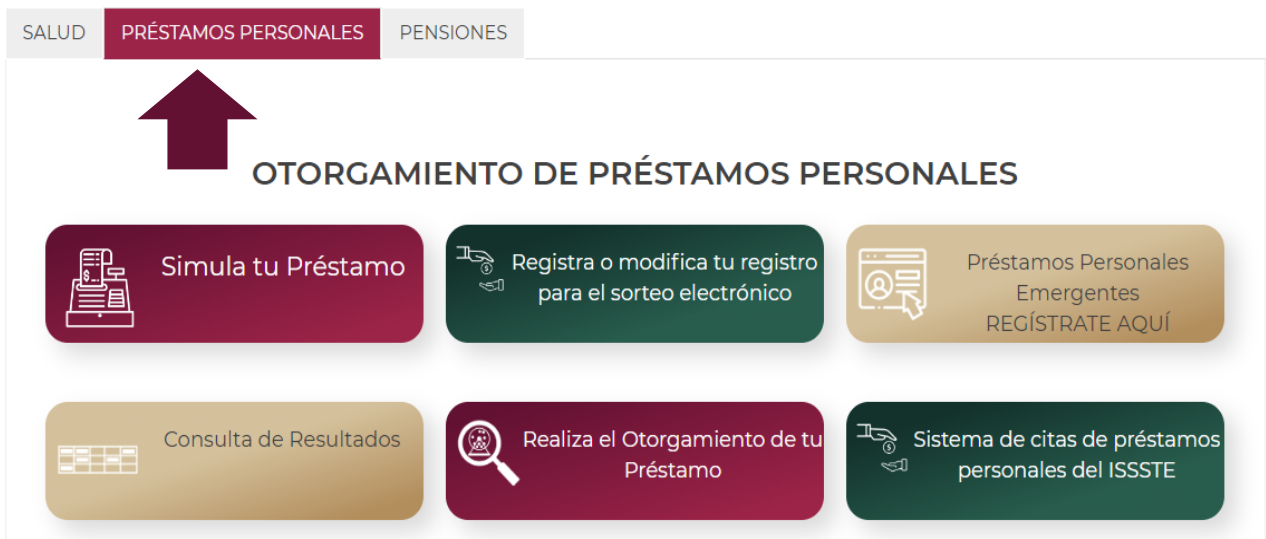 SALUD PRÉSTAMOS PERSONALES PENSIONES
OTORGAMIENTO DE PRÉSTAMOS PERSONALES
Simula tu Préstamo
Registra o modifica tu registro
para el sorteo electrónico
Préstamos Personales
Emergentes
REGÍSTRATE AQUÍ
Consulta de Resultados
Realiza el Otorgamiento de tu
Préstamo
Sistema de citas de préstamos
personales del ISSSTE